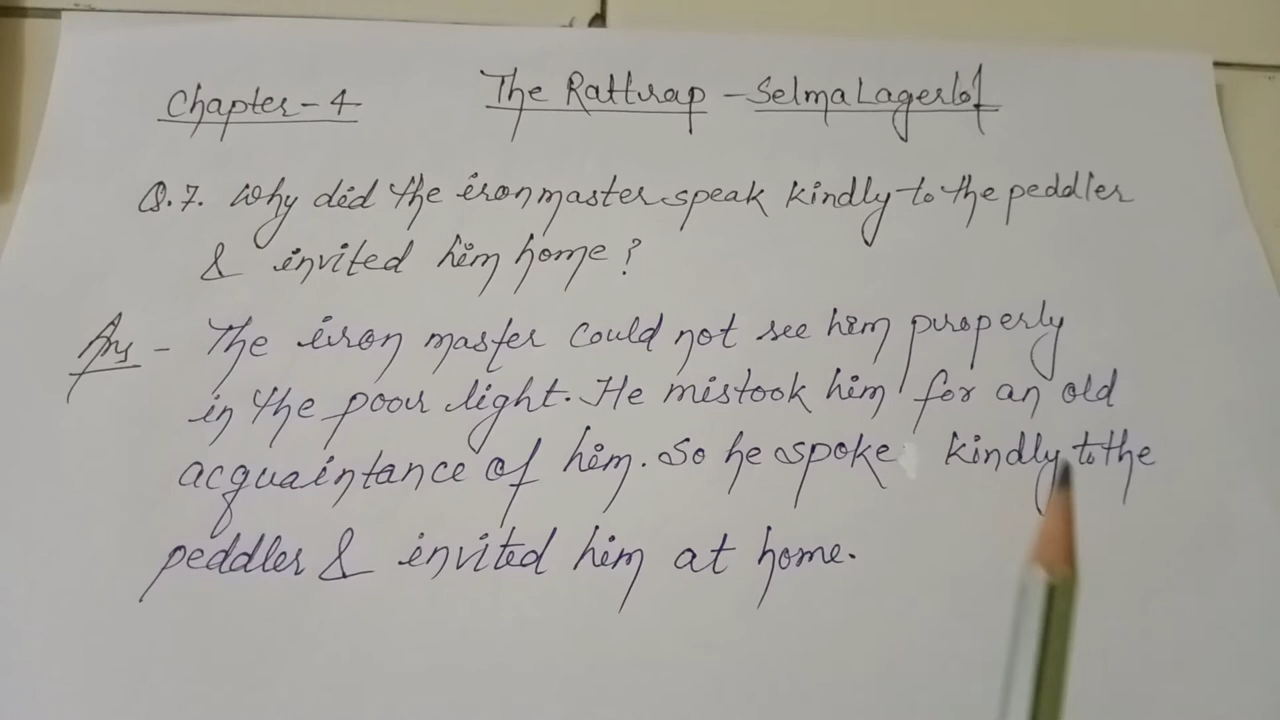 Chapter - 4 The Rattrap - Selma Lagerlof
Q.7. Why did the ironmaster speak kindly to the peddler
& invited him home?
Ans - The iron master could not see him properly
in the poor light. He mistook him for an old
acquaintance of him. So he spoke kindly to the
peddler & invited him at home.